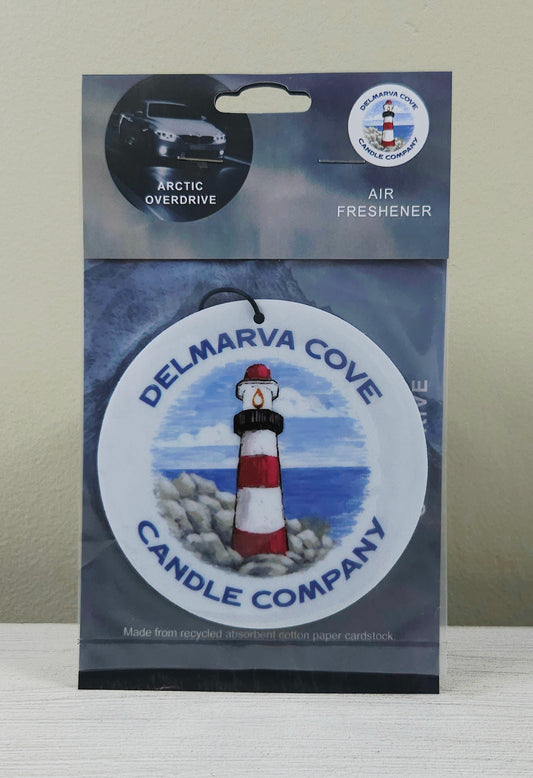 ARCTIC
OVERDRIVE
DELMARVA COVE
CANDLE COMPANY
AIR
FRESHENER
DELMARVA COVE
CANDLE COMPANY
Made from recycled absorbent cotton paper cardstock.